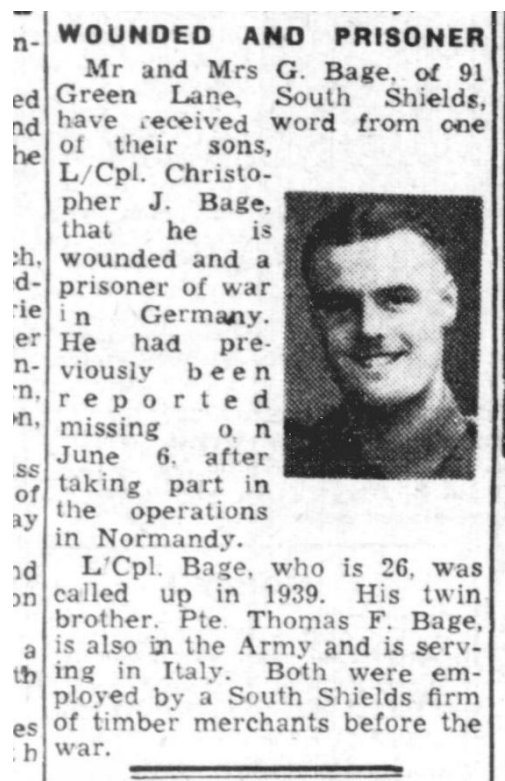 WOUNDED AND PRISONER
Mr and Mrs G. Bage, of 91
Green Lane, South Shields,
have received word from one
of their sons,
L/Cpl. Christo-
pher J. Bage,
that he is
wounded and a
prisoner of war
in Germany.
He had pre-
viously been
reported
missing on
June 6, after
taking part in
the operations
in Normandy.
L/Cpl. Bage, who is 26, was
called up in 1939. His twin
brother. Pte. Thomas F. Bage,
is also in the Army and is serv-
ing in Italy. Both were em-
ployed by a South Shields firm
of timber merchants before the
war.